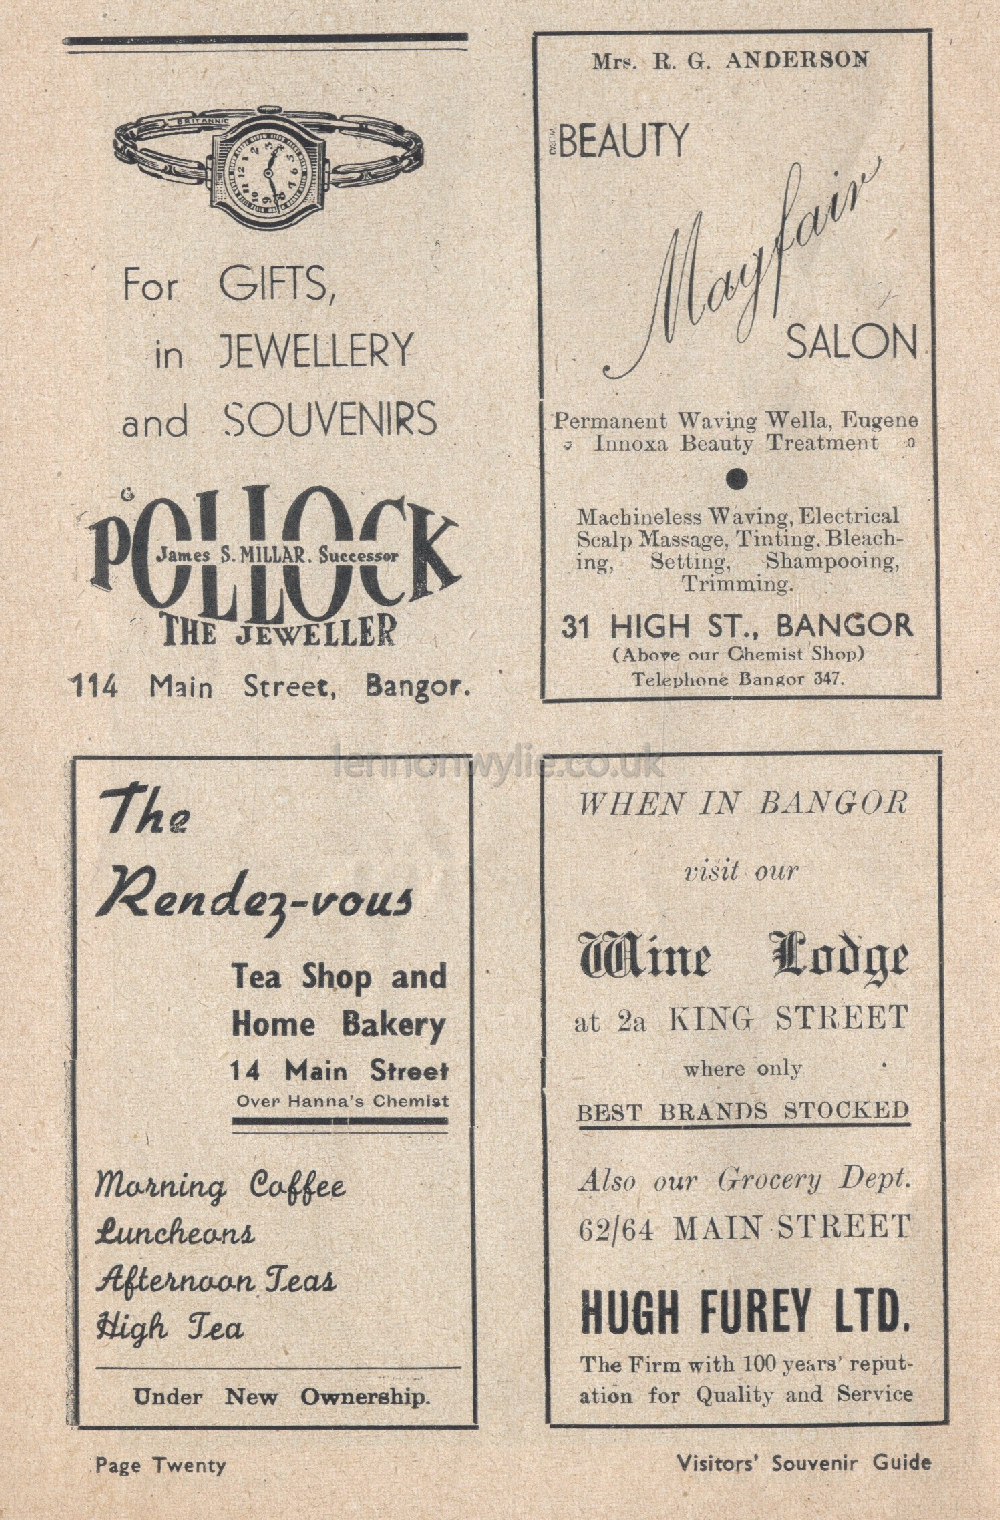 BRITANNIC
For GIFTS,
in JEWELLERY
and SOUVENIRS
POLLOCK
James S. MILLAR. Successor
THE JEWELLER
114 Main Street, Bangor.
Mrs. R. G. ANDERSON
BEAUTY
Mayfair
SALON
Permanent Waving Wella, Eugene
Innoxa Beauty Treatment
Machineless Waving, Electrical
Scalp Massage, Tinting. Bleach-
ing, Setting, Shampooing,
Trimming.
31 HIGH ST., BANGOR
(Above our Chemist Shop)
Telephone Bangor 347.
lennonwylie.co.uk
The
Rendez-vous
Tea Shop and
Home Bakery
14 Main Street
Over Hanna's Chemist
Morning Coffee
Luncheons
Afternoon Teas
High Tea
Under New Ownership.
WHEN IN BANGOR
visit our
Wine Lodge
at 2a KING STREET
where only
BEST BRANDS STOCKED
Also our Grocery Dept.
62/64 MAIN STREET
HUGH FUREY LTD.
The Firm with 100 years' reput-
ation for Quality and Service
Page Twenty
Visitors' Souvenir Guide